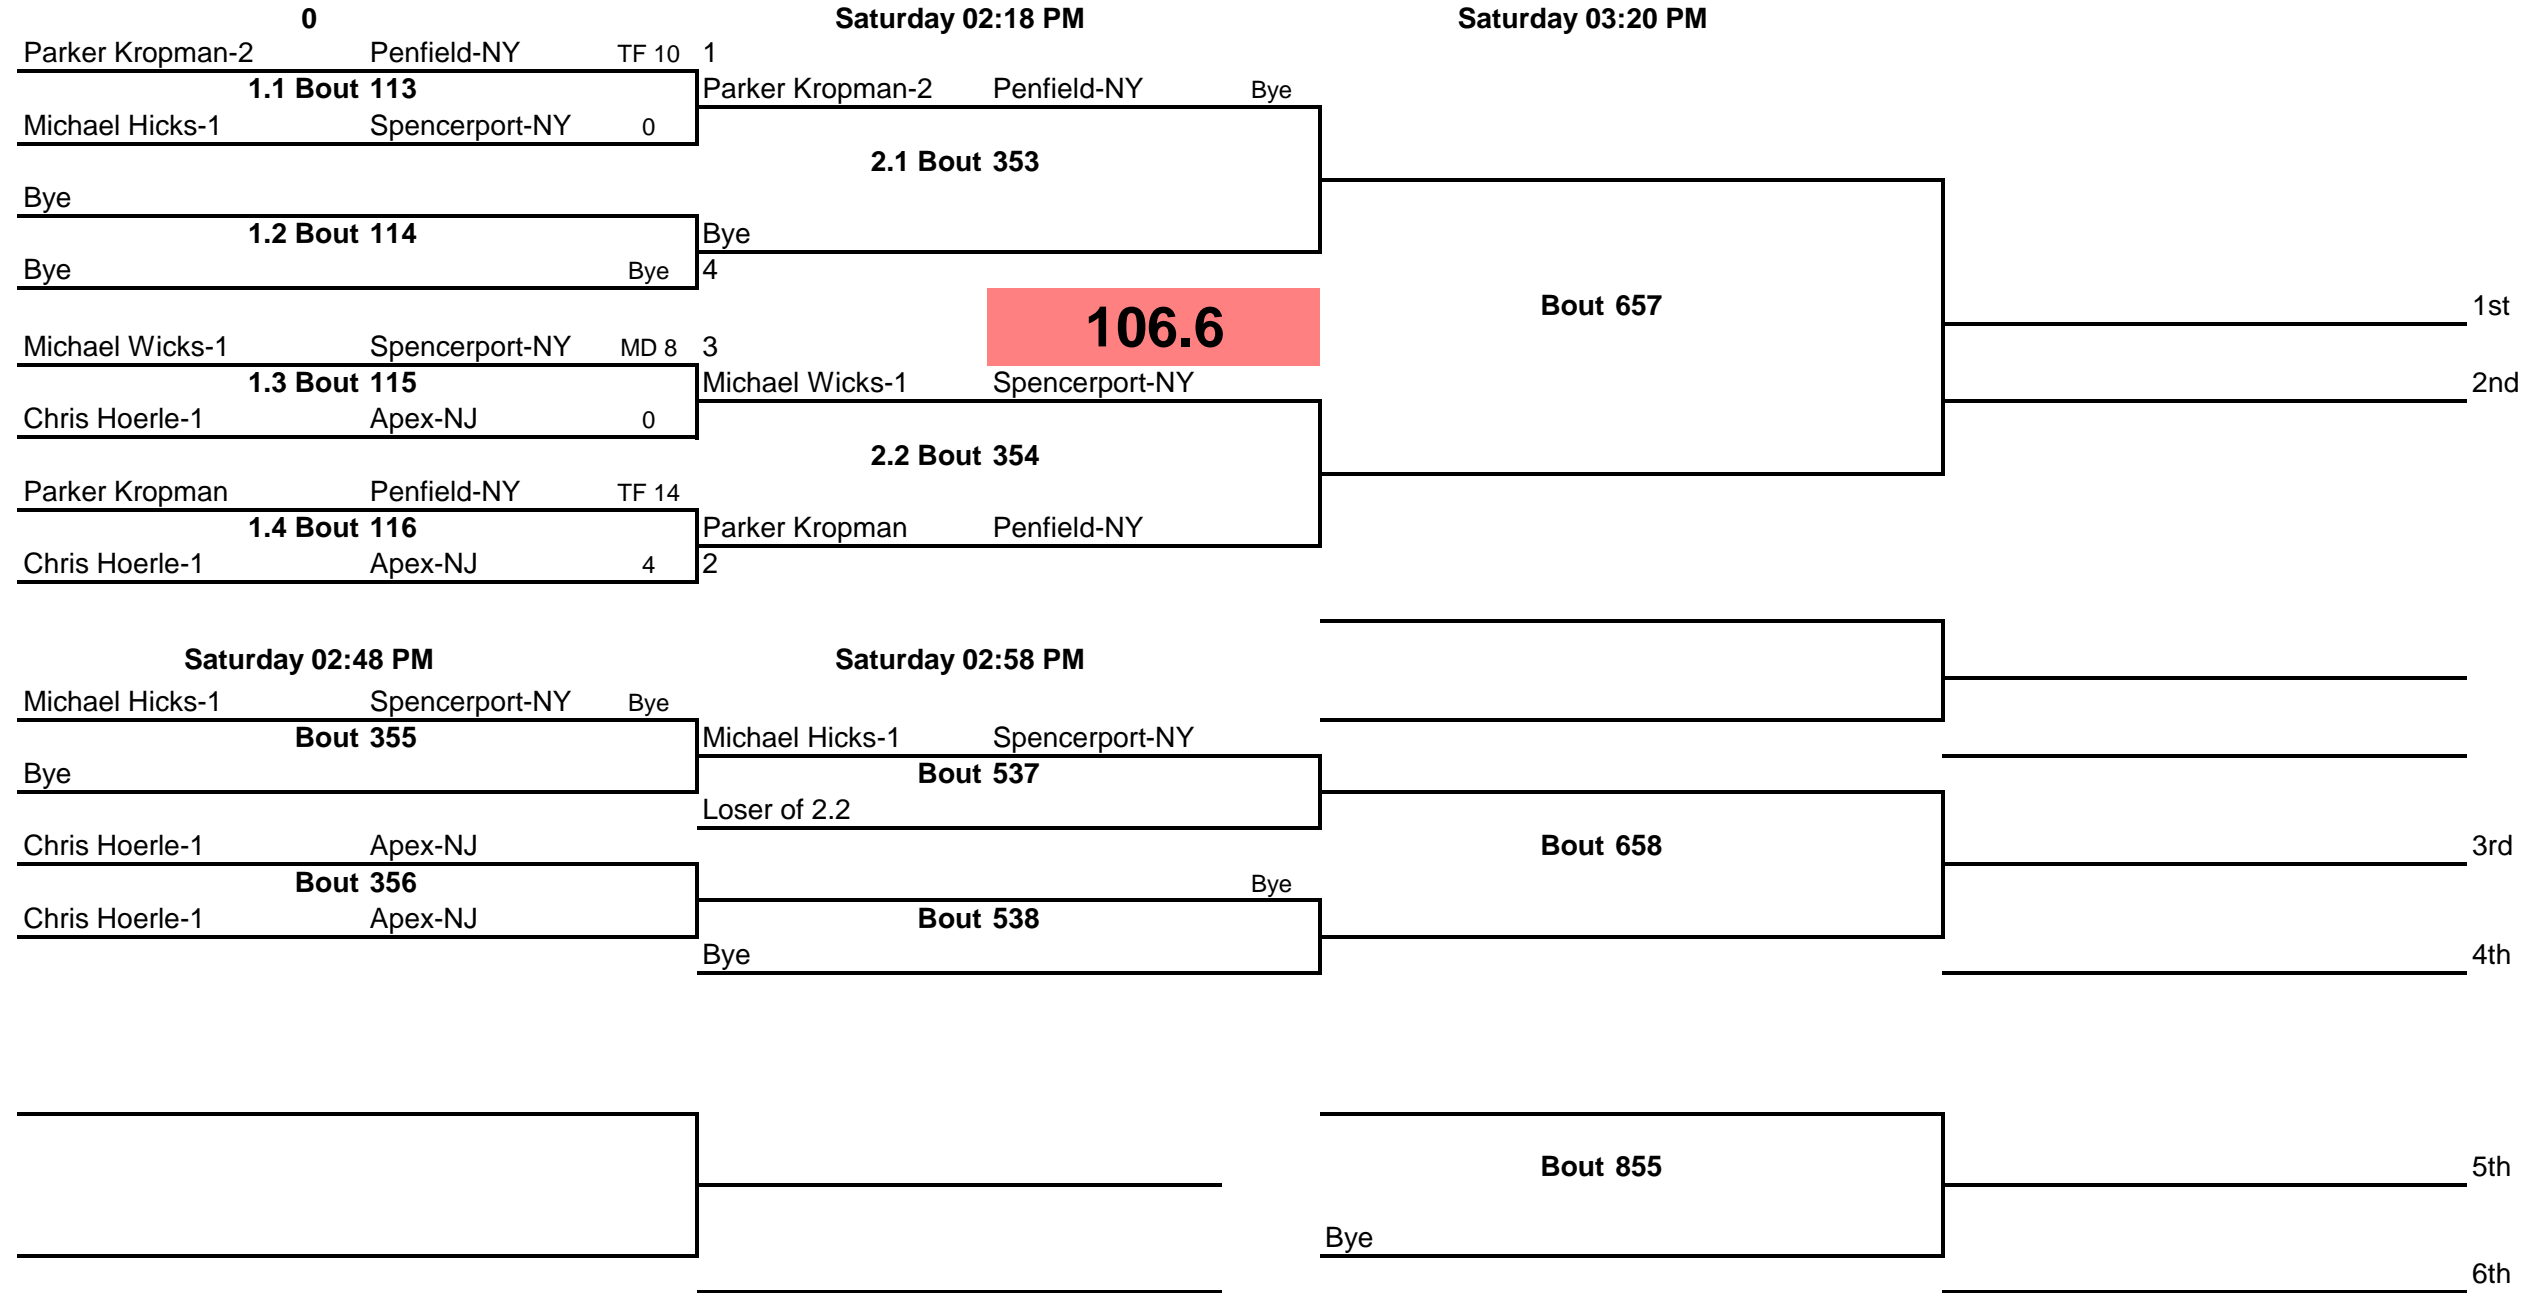 0 Saturday 02:18 PM Saturday 03:20 PM
Parker Kropman-2 Penfield-NY TF 10 1
1.1 Bout 113 Parker Kropman-2 Penfield-NY Bye
Michael Hicks-1 Spencerport-NY 0
2.1 Bout 353
Bye
1.2 Bout 114 Bye
Bye Bye 4
106.6 Bout 657 1st
Michael Wicks-1 Spencerport-NY MD 8 3
1.3 Bout 115 Michael Wicks-1 Spencerport-NY 2nd
Chris Hoerle-1 Apex-NJ 0
2.2 Bout 354
Parker Kropman Penfield-NY TF 14
1.4 Bout 116 Parker Kropman Penfield-NY
Chris Hoerle-1 Apex-NJ 4 2
Saturday 02:48 PM Saturday 02:58 PM
Michael Hicks-1 Spencerport-NY Bye
Bout 355 Michael Hicks-1 Spencerport-NY
Bye Bout 537
Loser of 2.2
Chris Hoerle-1 Apex-NJ Bout 658 3rd
Bout 356 Bye
Chris Hoerle-1 Apex-NJ Bout 538
Bye 4th
Bout 855 5th
Bye
6th